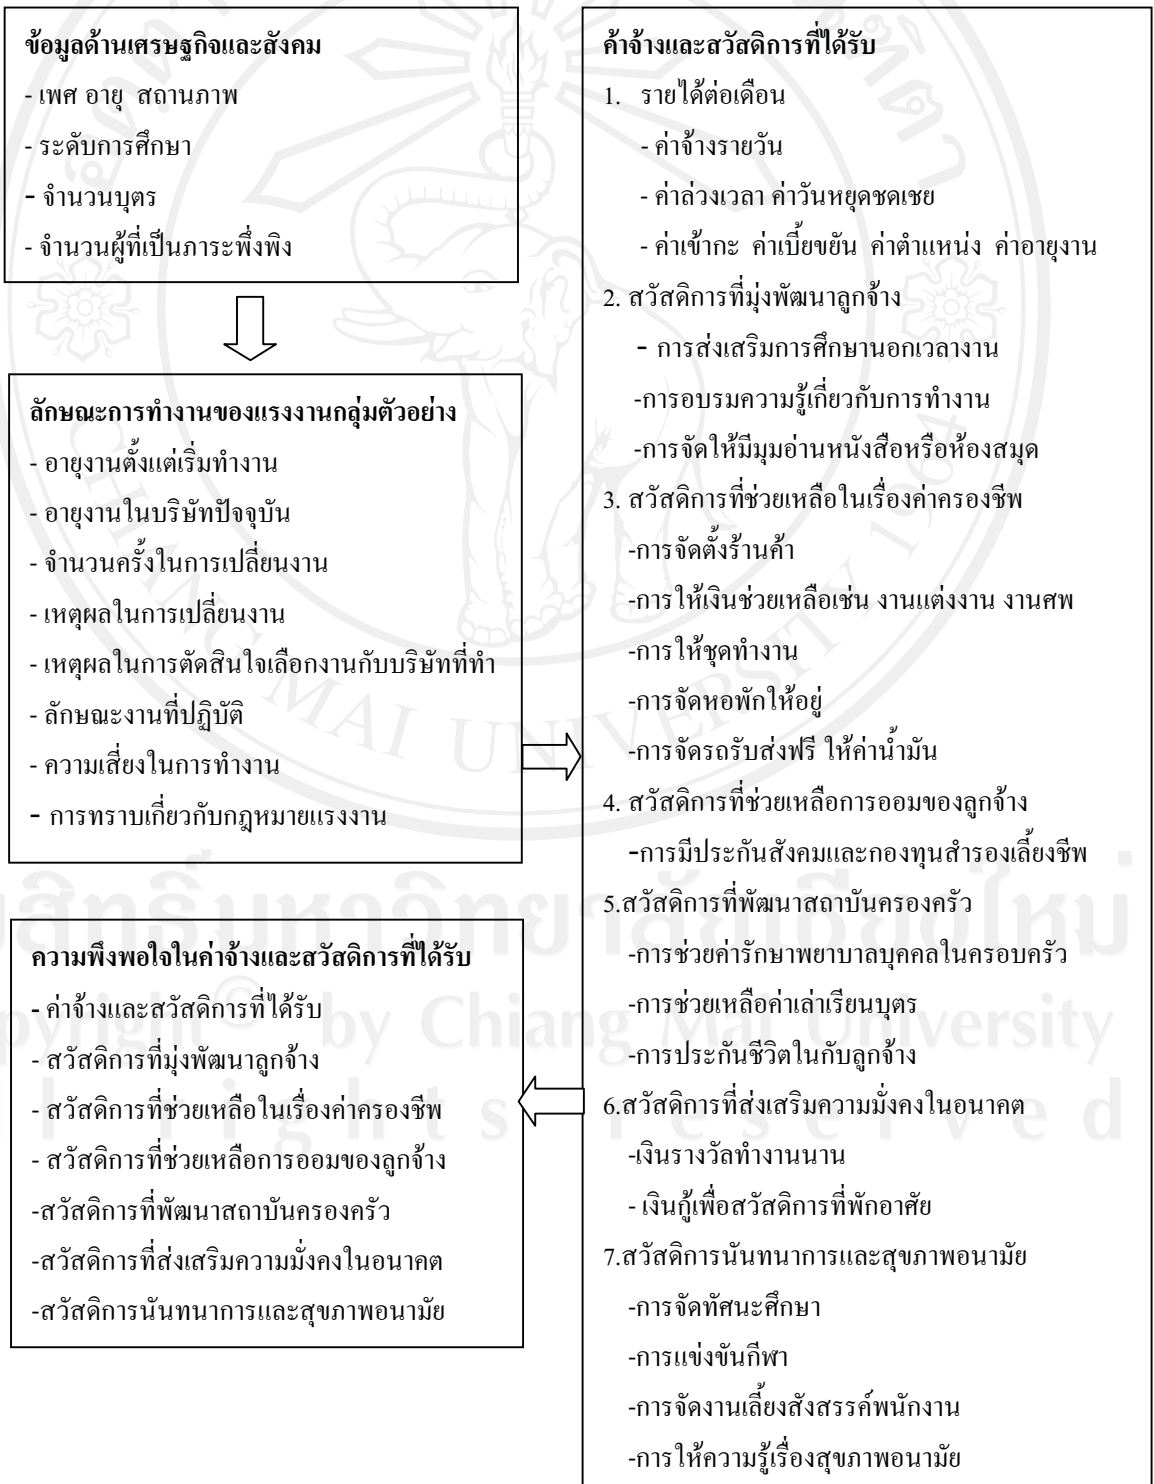 ข้อมูลด้านเศรษฐกิจและสังคม
- เพศ อายุ สถานภาพ
- ระดับการศึกษา
- จำนวนบุตร
- จำนวนผู้ที่เป็นภาระพึ่งพิง
ลักษณะการทำงานของแรงงานกลุ่มตัวอย่าง
- อายุงานตั้งแต่เริ่มทำงาน
- อายุงานในบริษัทปัจจุบัน
- จำนวนครั้งในการเปลี่ยนงาน
- เหตุผลในการเปลี่ยนงาน
- เหตุผลในการตัดสินใจเลือกงานกับบริษัทที่ทำ
- ลักษณะงานที่ปฏิบัติ
- ความเสี่ยงในการทำงาน
- การทราบเกี่ยวกับกฎหมายแรงงาน
ค้าจ้างและสวัสดิการที่ได้รับ
1. รายได้ต่อเดือน
- ค่าจ้างรายวัน
- ค่าล่วงเวลา ค่าวันหยุดชดเชย
- ค่าเข้ากะ ค่าเบี้ยขยัน ค่าตำแหน่ง ค่าอายุงาน
2. สวัสดิการที่มุ่งพัฒนาลูกจ้าง
- การส่งเสริมการศึกษานอกเวลางาน
-การอบรมความรู้เกี่ยวกับการทำงาน
-การจัดให้มีมุมอ่านหนังสือหรือห้องสมุด
3. สวัสดิการที่ช่วยเหลือในเรื่องค่าครองชีพ
-การจัดตั้งร้านค้า
-การให้เงินช่วยเหลือเช่น งานแต่งงาน งานศพ
-การให้ชุดทำงาน
-การจัดหอพักให้อยู่
-การจัดรถรับส่งฟรี ให้ค่าน้ำมัน
4. สวัสดิการที่ช่วยเหลือการออมของลูกจ้าง
-การมีประกันสังคมและกองทุนสำรองเลี้ยงชีพ
5.สวัสดิการที่พัฒนาสถาบันครองครัว
-การช่วยค่ารักษาพยาบาลบุคคลในครอบครัว
-การช่วยเหลือค่าเล่าเรียนบุตร
-การประกันชีวิตในกับลูกจ้าง
6.สวัสดิการที่ส่งเสริมความมั่งคงในอนาคต
-เงินรางวัลทำงานนาน
- เงินกู้เพื่อสวัสดิการที่พักอาศัย
7.สวัสดิการนันทนาการและสุขภาพอนามัย
-การจัดทัศนะศึกษา
-การแข่งขันกีฬา
-การจัดงานเลี้ยงสังสรรค์พนักงาน
-การให้ความรู้เรื่องสุขภาพอนามัย
ความพึงพอใจในค่าจ้างและสวัสดิการที่ได้รับ
- ค่าจ้างและสวัสดิการที่ได้รับ
- สวัสดิการที่มุ่งพัฒนาลูกจ้าง
- สวัสดิการที่ช่วยเหลือในเรื่องค่าครองชีพ
- สวัสดิการที่ช่วยเหลือการออมของลูกจ้าง
-สวัสดิการที่พัฒนาสถาบันครองครัว
-สวัสดิการที่ส่งเสริมความมั่งคงในอนาคต
-สวัสดิการนันทนาการและสุขภาพอนามัย
CHIANG MAI UNIVERSITY 1964
by Chiang Mai University
reserved